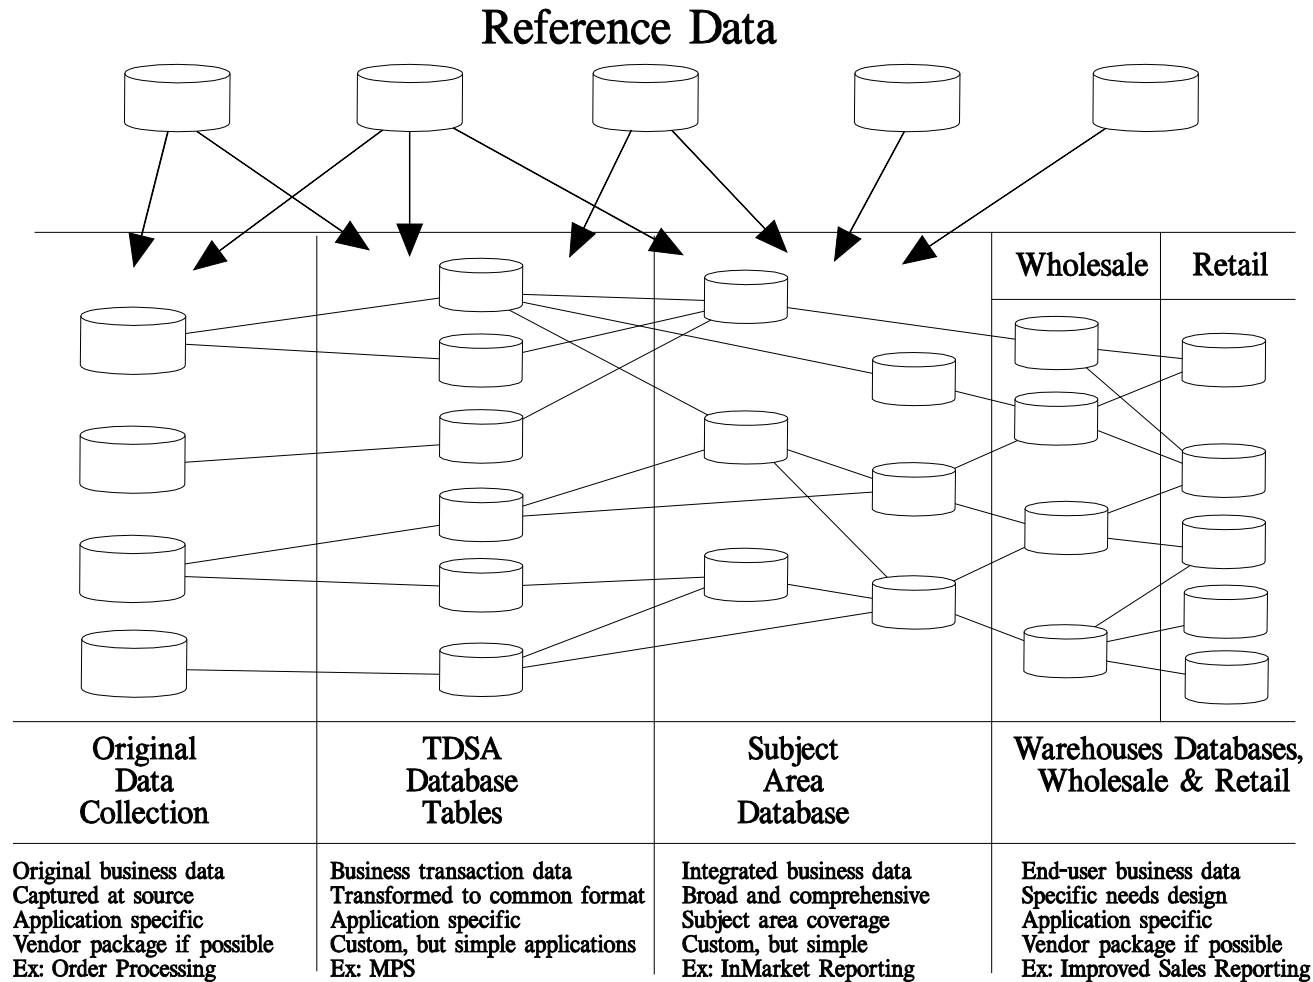 Reference Data
Wholesale
Retail
Original
Data
Collection
TDSA
Database
Tables
Subject
Area
Database
Warehouses Databases,
Wholesale & Retail
Original business data
Captured at source
Application specific
Vendor package if possible
Ex: Order Processing
Business transaction data
Transformed to common format
Application specific
Custom, but simple applications
Ex: MPS
Integrated business data
Broad and comprehensive
Subject area coverage
Custom, but simple
Ex: InMarket Reporting
End-user business data
Specific needs design
Application specific
Vendor package if possible
Ex: Improved Sales Reporting